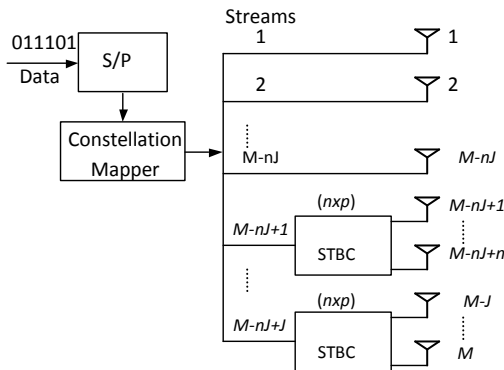 Streams
011101
Data
S/P
Constellation
Mapper
1
1
2
2
M-nJ
M-nJ
M-nJ+1
(nxp)
STBC
M-nJ+1
M-nJ+n
M-nJ+J
(nxp)
STBC
M-J
M